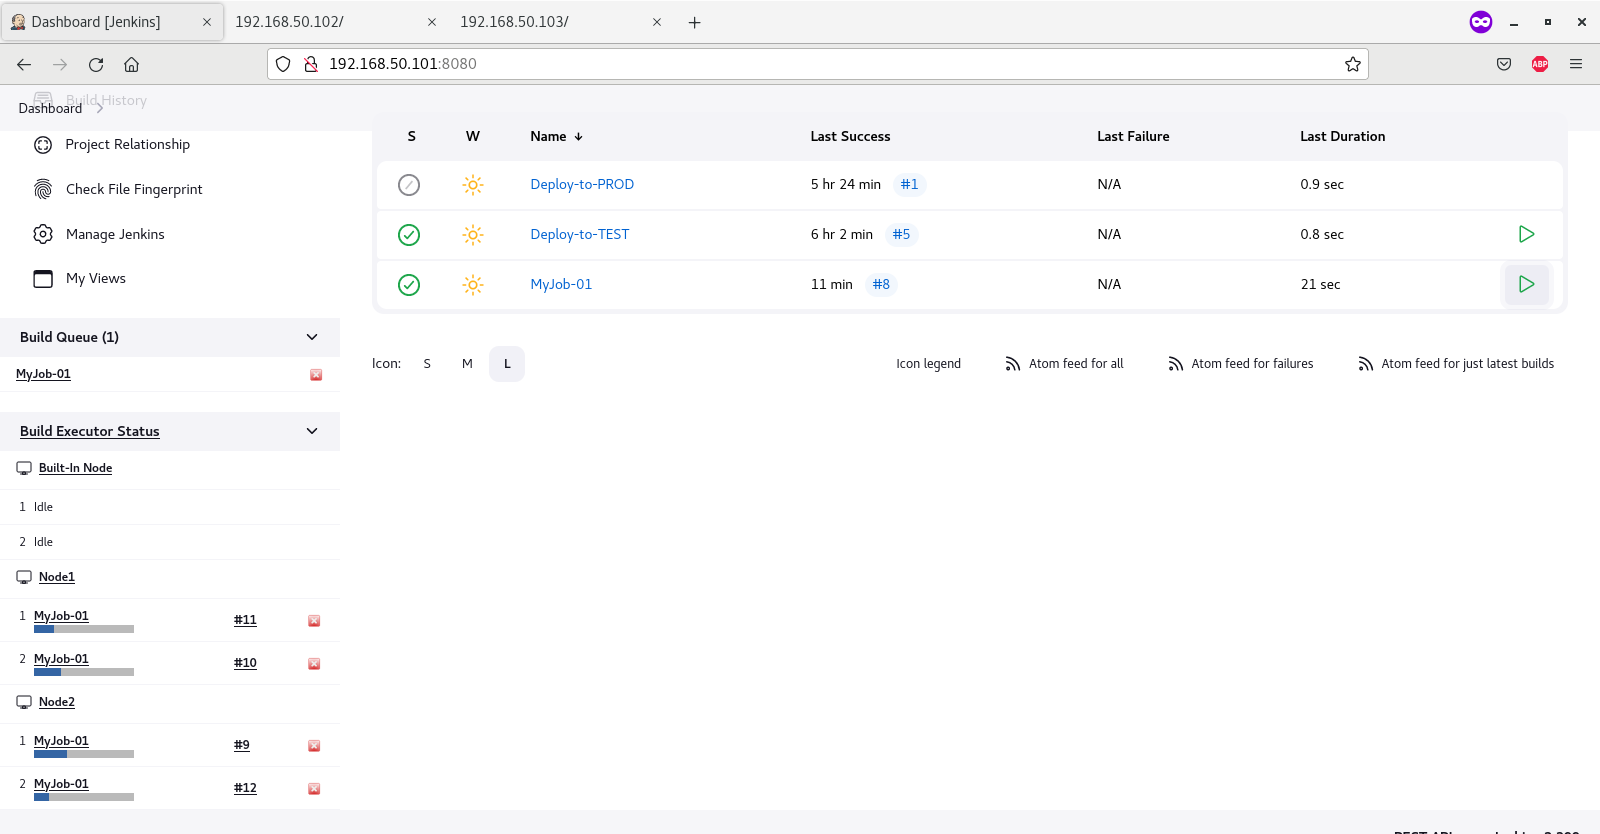 Dashboard [Jenkins]
192.168.50.102/
192.168.50.103/
192.168.50.101:8080
ABP
Build History
Dashboard
Project Relationship
Check File Fingerprint
Manage Jenkins
My Views
Build Queue (1)
MyJob-01
Build Executor Status
Built-In Node
1 Idle
2 Idle
Node1
1 MyJob-01 #11
2 MyJob-01 #10
Node2
1 MyJob-01 #9
2 MyJob-01 #12
S W Name ↓ Last Success Last Failure Last Duration
Deploy-to-PROD 5 hr 24 min #1 N/A 0.9 sec
Deploy-to-TEST 6 hr 2 min #5 N/A 0.8 sec
MyJob-01 11 min #8 N/A 21 sec
Icon: S M L
Icon legend Atom feed for all Atom feed for failures Atom feed for just latest builds